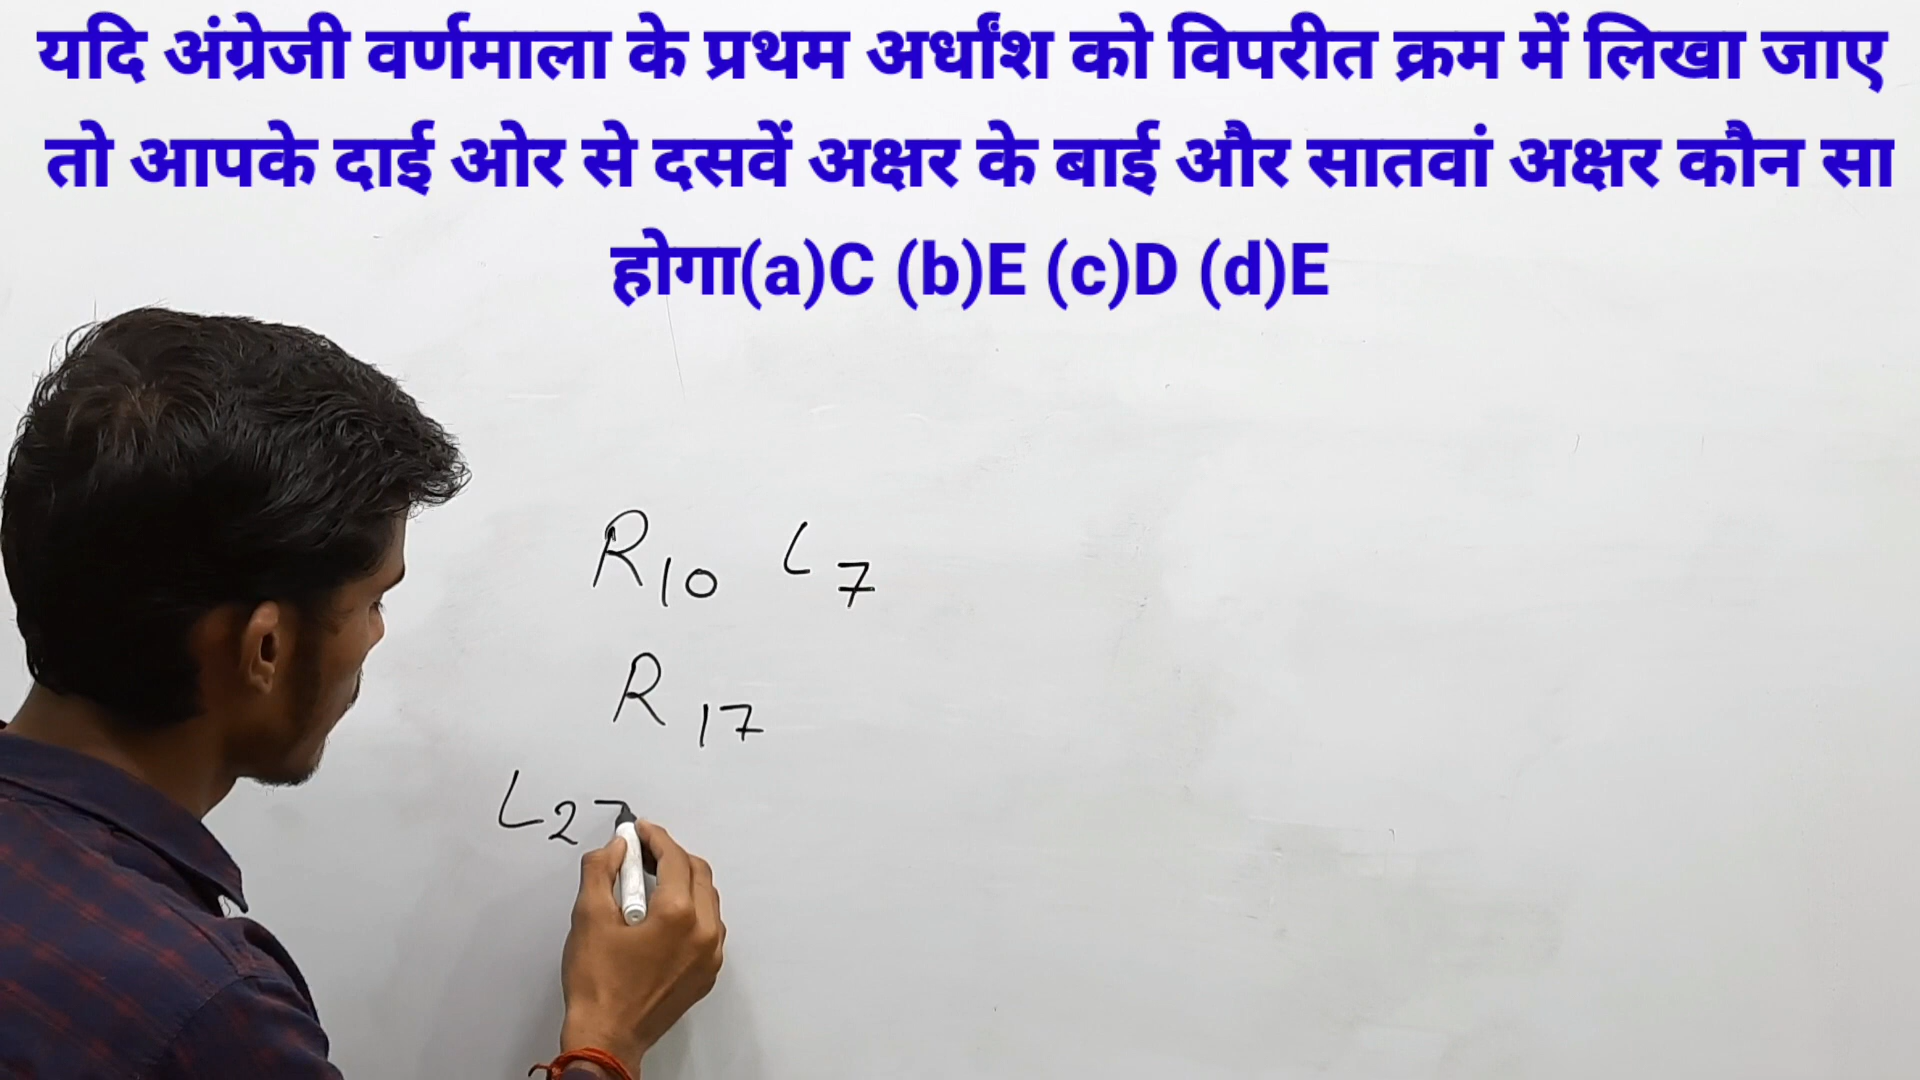 यदि अंग्रेजी वर्णमाला के प्रथम अर्धांश को विपरीत क्रम में लिखा जाए
तो आपके दाई ओर से दसवें अक्षर के बाई और सातवां अक्षर कौन सा
होगा(a)C (b)E (c)D (d)E
R10 L7
R17
L27